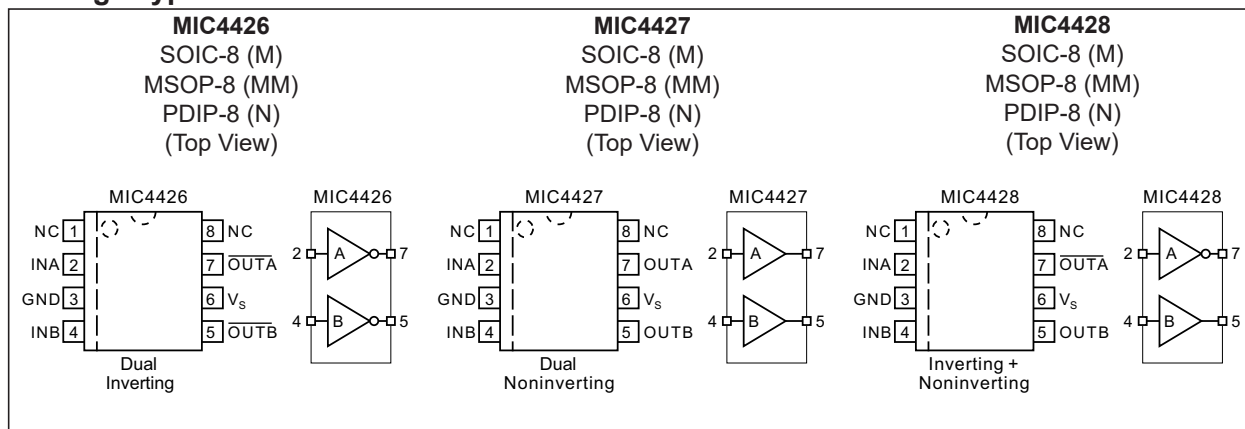 MIC4426
SOIC-8 (M)
MSOP-8 (MM)
PDIP-8 (N)
(Top View)
MIC4427
SOIC-8 (M)
MSOP-8 (MM)
PDIP-8 (N)
(Top View)
MIC4428
SOIC-8 (M)
MSOP-8 (MM)
PDIP-8 (N)
(Top View)
MIC4426
NC 1 8 NC
INA 2 7 OUTA
GND 3 6 VS
INB 4 5 OUTB
Dual
Inverting
MIC4426
2 A 7
4 B 5
MIC4427
NC 1 8 NC
INA 2 7 OUTA
GND 3 6 VS
INB 4 5 OUTB
Dual
Noninverting
MIC4427
2 A 7
4 B 5
MIC4428
NC 1 8 NC
INA 2 7 OUTA
GND 3 6 VS
INB 4 5 OUTB
Inverting +
Noninverting
MIC4428
2 A 7
4 B 5